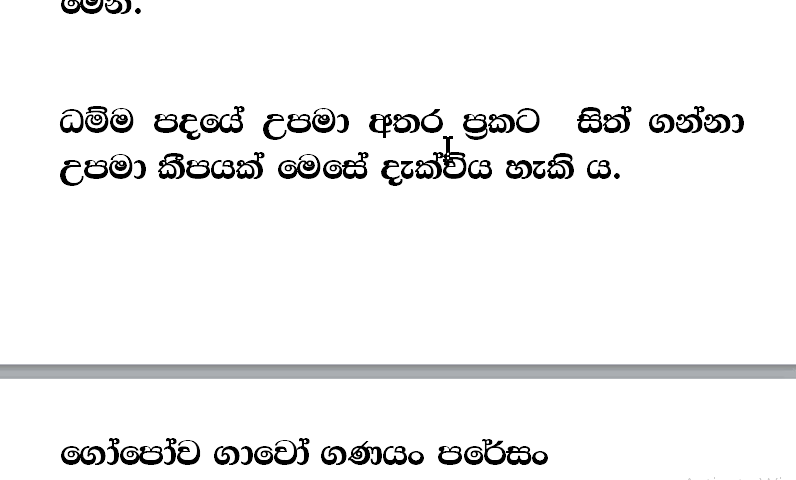 මෙනි.
ධම්ම පදයේ උපමා අතර ප්‍රකට සිත් ගන්නා
උපමා කීපයක් මෙසේ දැක්විය හැකි ය.
ගෝපෝව ගාවෝ ගණයං පරේසං